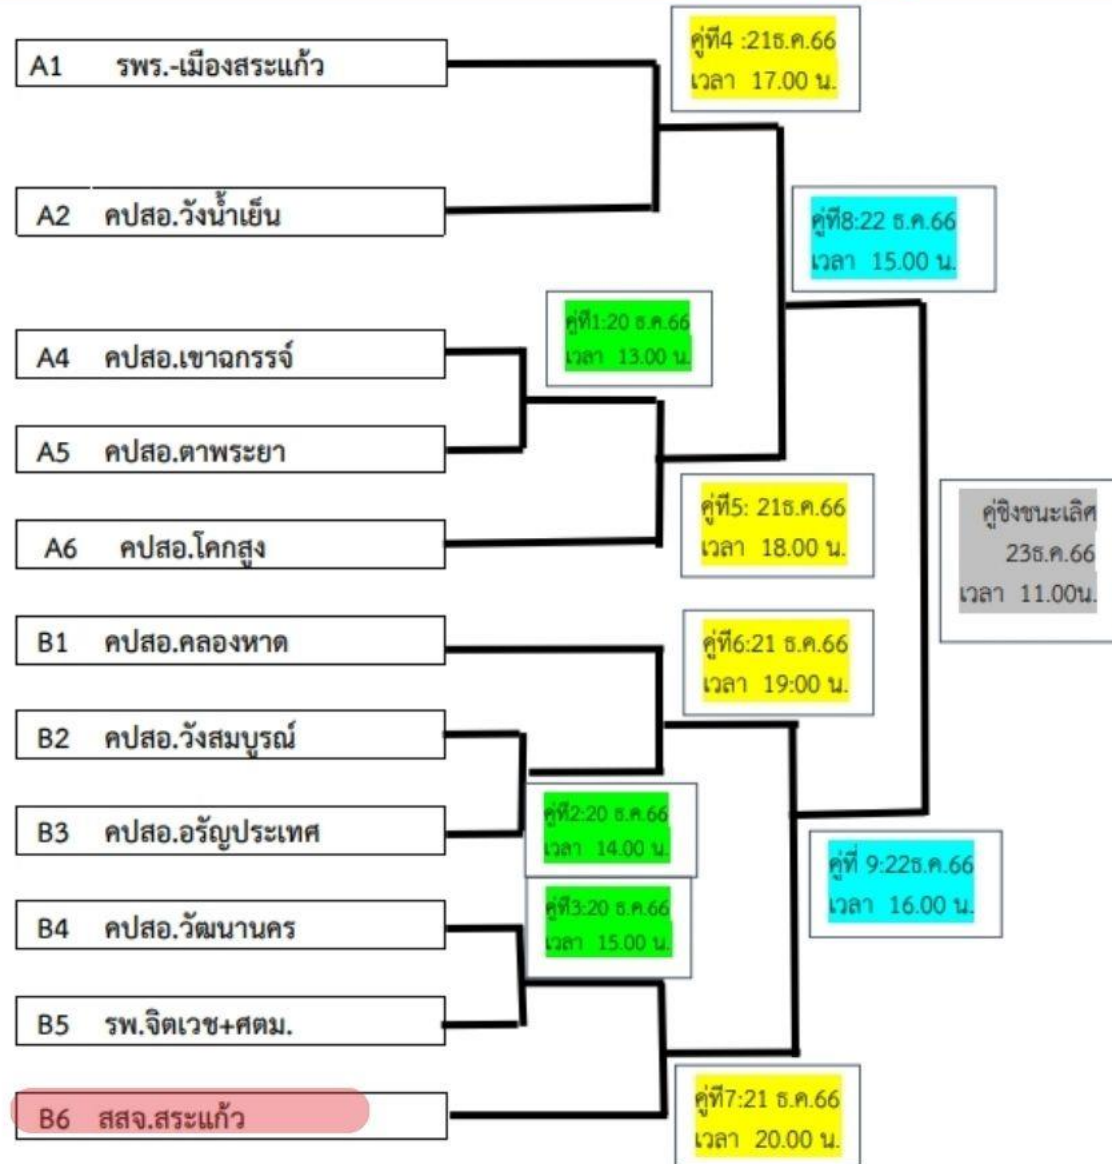 คู่ที่4 :21ธ.ค.66
เวลา 17.00 น.
A1 รพร.-เมืองสระแก้ว
A2 คปสอ.วังน้ำเย็น
คู่ที่8:22 ธ.ค.66
เวลา 15.00 น.
คู่ที่1:20 ธ.ค.66
เวลา 13.00 น.
A4 คปสอ.เขาฉกรรจ์
A5 คปสอ.ตาพระยา
A6 คปสอ.โคกสูง
คู่ที่5: 21ธ.ค.66
เวลา 18.00 น.
คู่ชิงชนะเลิศ
23ธ.ค.66
เวลา 11.00น.
B1 คปสอ.คลองหาด
คู่ที่6:21 ธ.ค.66
เวลา 19:00 น.
B2 คปสอ.วังสมบูรณ์
B3 คปสอ.อรัญประเทศ
คู่ที่2:20 ธ.ค.66
เวลา 14.00 น.
คู่ที่ 9:22ธ.ค.66
เวลา 16.00 น.
B4 คปสอ.วัฒนานคร
คู่ที่3:20 ธ.ค.66
เวลา 15.00 น.
B5 รพ.จิตเวช+ศตม.
B6 สสจ.สระแก้ว
คู่ที่7:21 ธ.ค.66
เวลา 20.00 น.